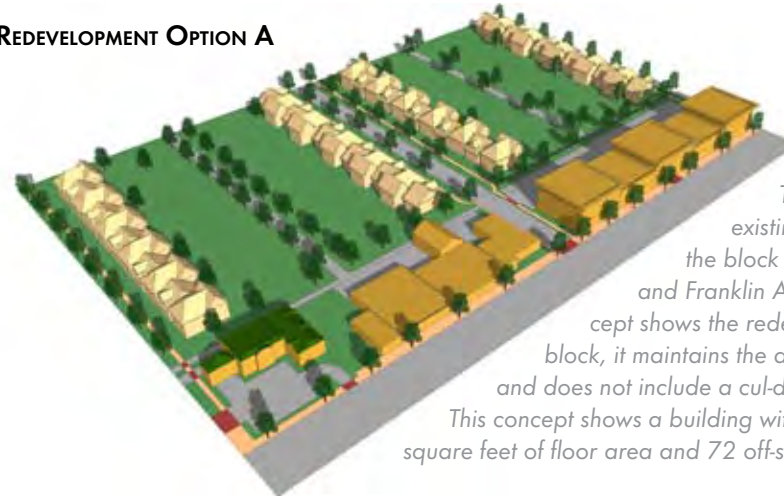 REDEVELOPMENT OPTION A
existin
the block
and Franklin A
cept shows the rede
block, it maintains the a
and does not include a cul-d
This concept shows a building wit
square feet of floor area and 72 off-s